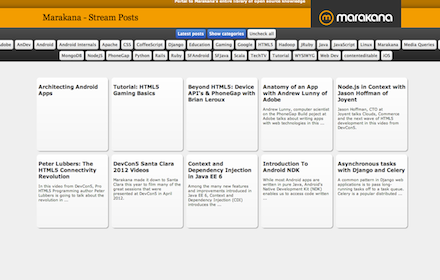 Portal to Marakana's entire library of open source knowledge
Marakana - Stream Posts
marakana
Latest posts Show categories Uncheck all
Adobe AnDev Android Android Internals Apache CSS CoffeeScript Django Education Gaming Google HTML5 Hadoop JRuby Java JavaScript Linux Marakana Media Queries
MongoDB NodeJS PhoneGap Python Rails Ruby SFAndroid SFJava Scala TechTV Tutorial WYSIWYG Web Dev contentEditable iOS
Architecting Android
Apps
Tutorial: HTML5
Gaming Basics
Beyond HTML5: Device
API's & PhoneGap with
Brian Leroux
Anatomy of an App
with Andrew Lunny of
Adobe
Andrew Lunny, computer scientist
on the PhoneGap Build project at
Adobe talks about writing apps
with web technologies in this ...
Node.js in Context with
Jason Hoffman of
Joyent
Jason Hoffman, CTO at
Joyent talks Clouds, Commerce
and the next wave of HTML5
development in this video from
DevCon5.
Peter Lubbers: The
HTML5 Connectivity
Revolution
In this video from DevCon5, Pro
HTML5 Programming author Peter
Lubbers is going to talk about
going offline in ...
DevCon5 Santa Clara
2012 Videos
Marakana made it down to Santa
Clara this year to film many of the
great sessions that were
presented at DevCon5 in
April 2012.
Context and
Dependency Injection
in Java EE 6
Among the many new features
and improvements introduced in
Java EE 6, Context and
Dependency Injection (CDI)
introduces the ...
Introduction To
Android NDK
While most Android apps are
written in pure Java, Android's
Native Development Kit (NDK)
enables us to access code written
...
Asynchronous tasks
with Django and Celery
A common pattern in Django web
applications is to pass long-
running tasks off to a task queue.
Celery is a popular distributed ...